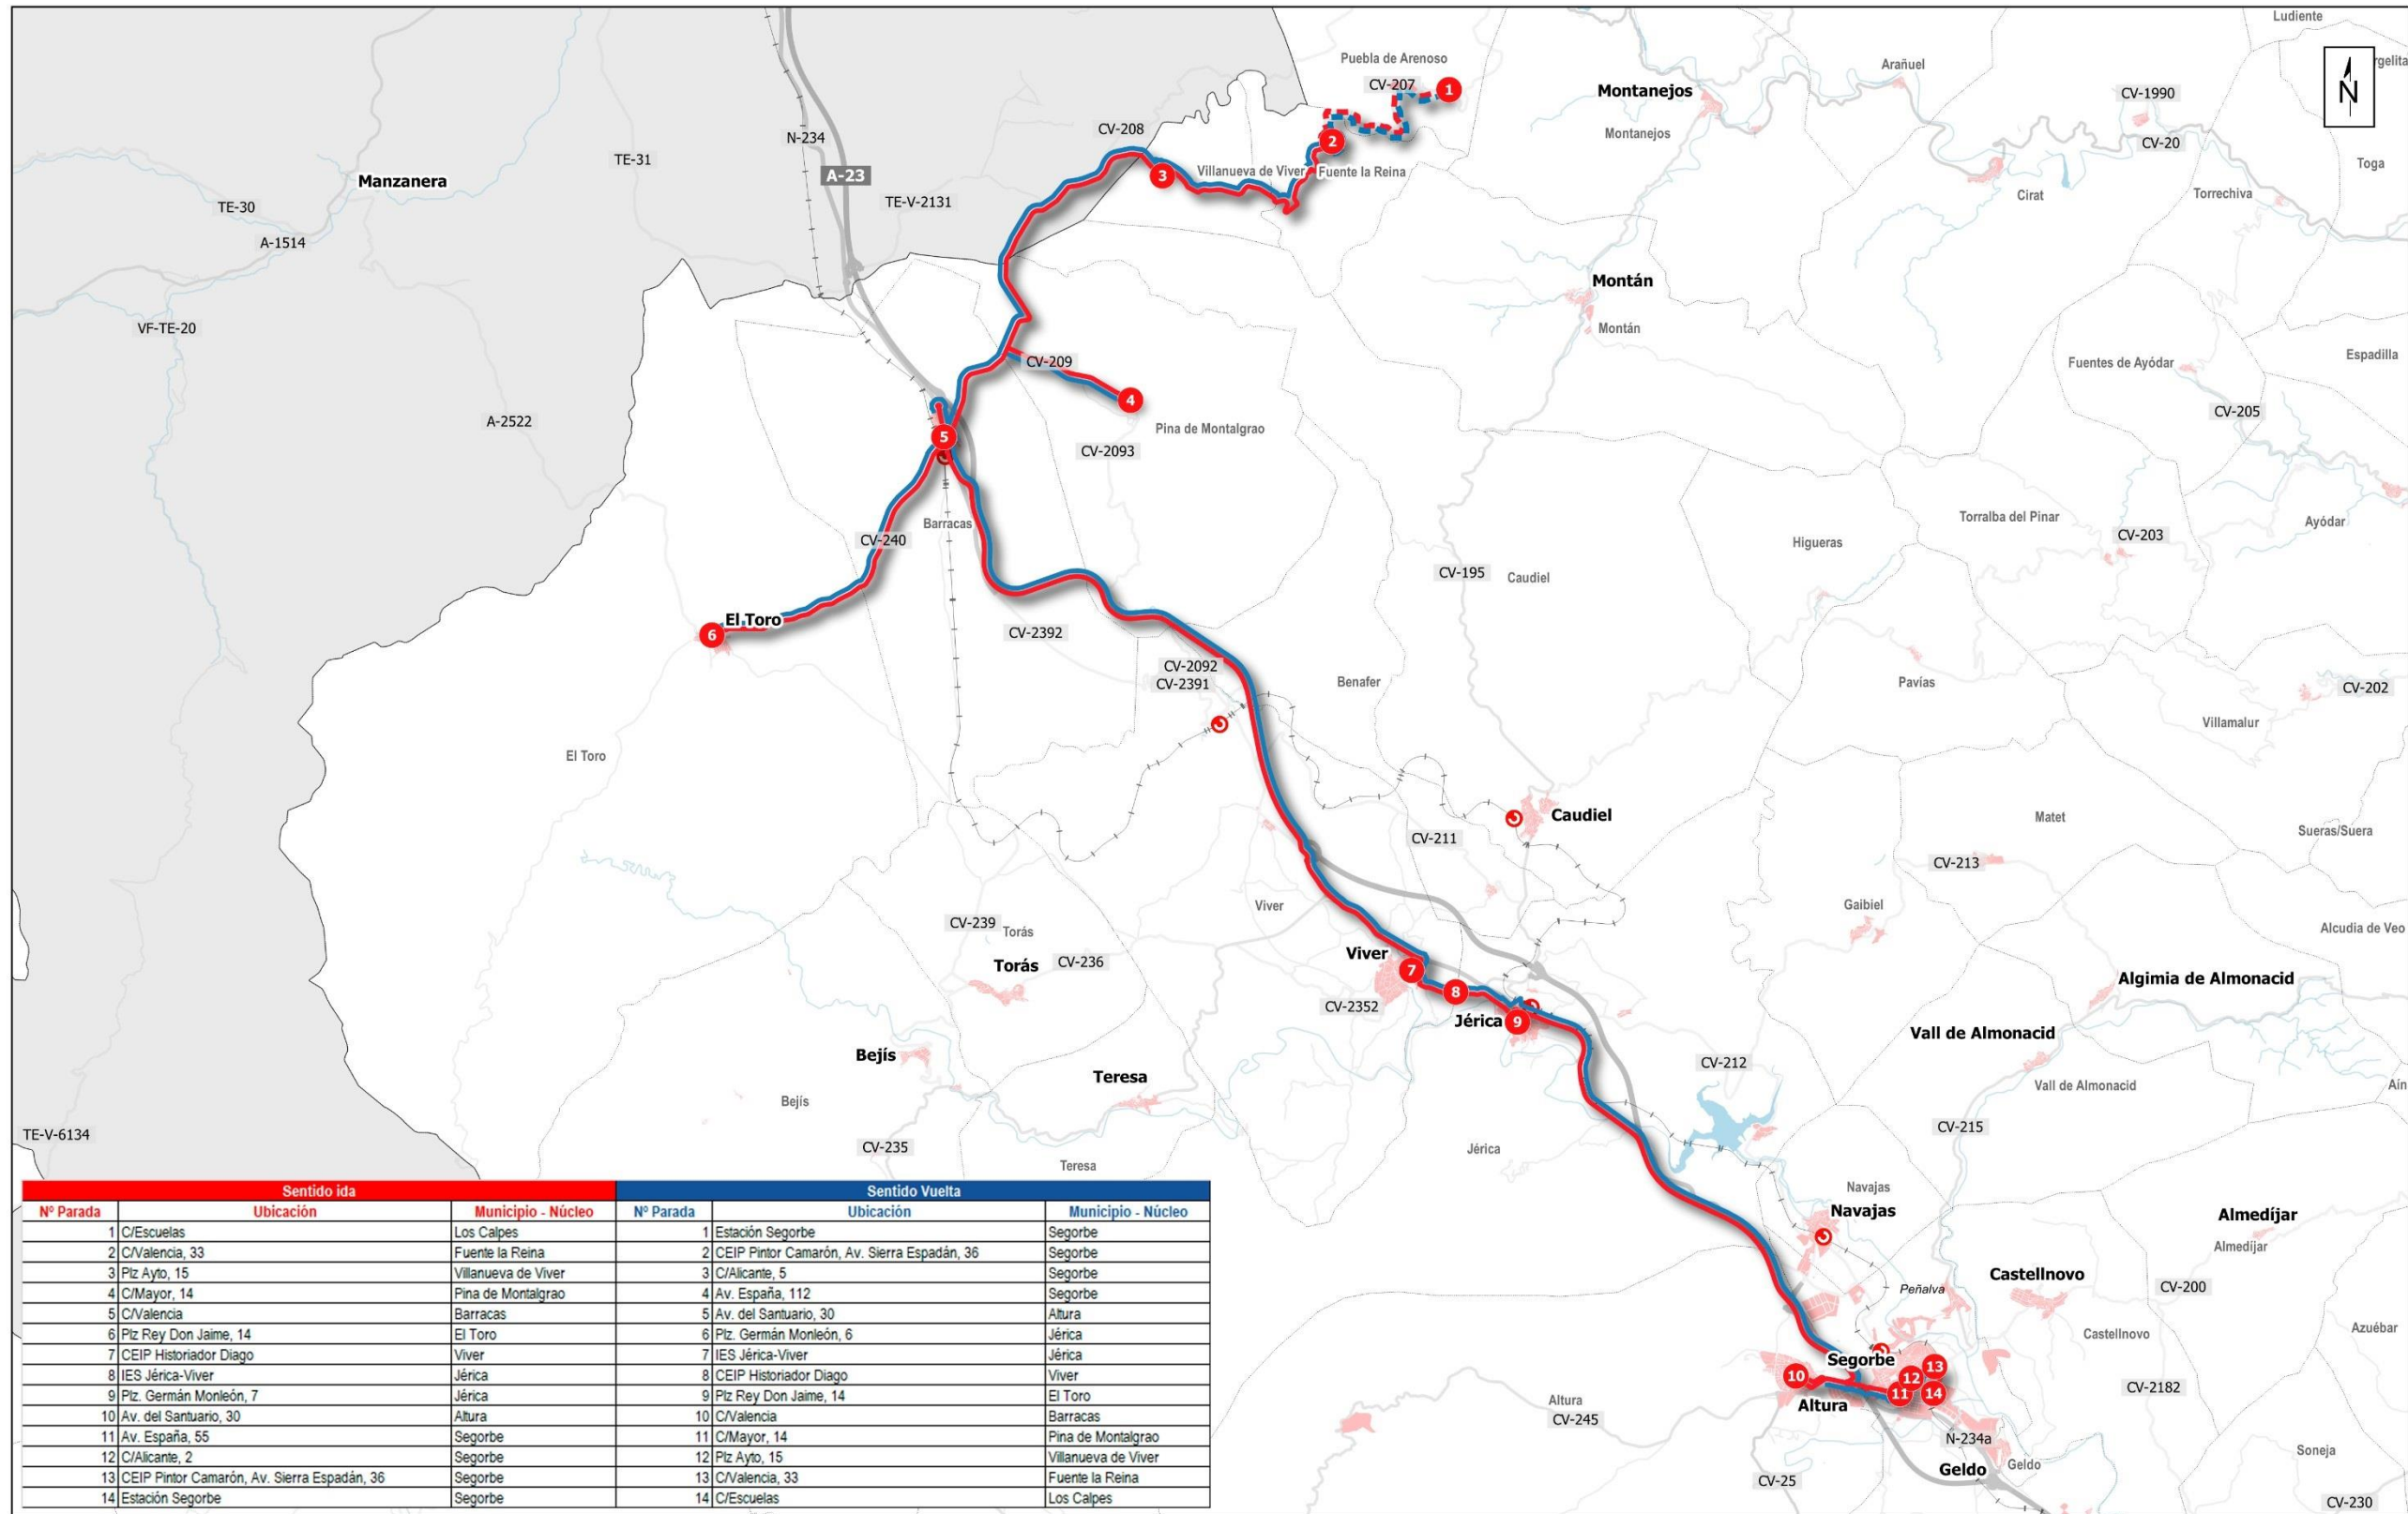 Ludiente
Puebla de Arenoso
CV-207
1
Montanejos
Arañuel
N
CV-1990
CV-208
N-234
2
Montanejos
CV-20
TE-31
Toga
A-23
3
Villanueva de Viver
Fuente la Reina
Manzanera
Cirat
Torrechiva
TE-30
TE-V-2131
A-1514
Montán
VF-TE-20
Montán
CV-209
Fuentes de Ayódar
Espadilla
4
A-2522
5
Pina de Montalgrao
CV-205
CV-2093
Barracas
Torralba del Pinar
Ayódar
CV-240
Higueras
CV-203
CV-195
Caudiel
6
El Toro
CV-2392
CV-2092
CV-2391
Benafer
Pavías
CV-202
Villamalur
El Toro
Caudiel
Matet
CV-211
Sueras/Suera
CV-213
Viver
Gaibiel
CV-239
Torás
Alcudia de Veo
Viver
Torás
CV-236
7
8
Algimia de Almonacid
CV-2352
Jérica
9
Vall de Almonacid
Bejís
CV-212
Teresa
Vall de Almonacid
Aín
Bejís
TE-V-6134
CV-215
CV-235
Jérica
Teresa
Navajas
Navajas
Almedíjar
Almedíjar
Castellnovo
Peñalva
CV-200
Azuébar
Castellnovo
Segorbe
13
10
12
11
14
CV-2182
Altura
Altura
CV-245
N-234a
Soneja
Geldo
Geldo
CV-25
CV-230
Sentido ida Sentido Vuelta
Nº Parada Ubicación Municipio - Núcleo Nº Parada Ubicación Municipio - Núcleo
1 C/Escuelas Los Calpes 1 Estación Segorbe Segorbe
2 C/Valencia, 33 Fuente la Reina 2 CEIP Pintor Camarón, Av. Sierra Espadán, 36 Segorbe
3 Plz Ayto, 15 Villanueva de Viver 3 C/Alicante, 5 Segorbe
4 C/Mayor, 14 Pina de Montalgrao 4 Av. España, 112 Segorbe
5 C/Valencia Barracas 5 Av. del Santuario, 30 Altura
6 Plz Rey Don Jaime, 14 El Toro 6 Plz. Germán Monleón, 6 Jérica
7 CEIP Historiador Diago Viver 7 IES Jérica-Viver Jérica
8 IES Jérica-Viver Jérica 8 CEIP Historiador Diago Viver
9 Plz. Germán Monleón, 7 Jérica 9 Plz Rey Don Jaime, 14 El Toro
10 Av. del Santuario, 30 Altura 10 C/Valencia Barracas
11 Av. España, 55 Segorbe 11 C/Mayor, 14 Pina de Montalgrao
12 C/Alicante, 2 Segorbe 12 Plz Ayto, 15 Villanueva de Viver
13 CEIP Pintor Camarón, Av. Sierra Espadán, 36 Segorbe 13 C/Valencia, 33 Fuente la Reina
14 Estación Segorbe Segorbe 14 C/Escuelas Los Calpes